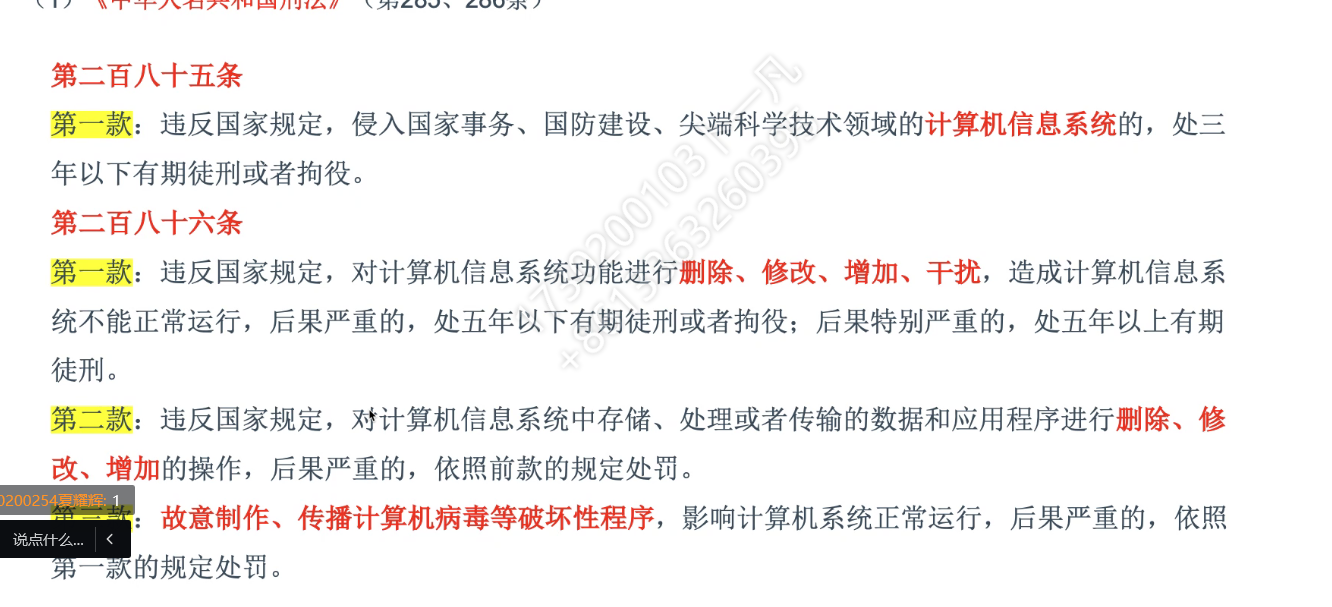 （1）《中华人民共和国刑法》（第285、286条）
第二百八十五条
第一款：违反国家规定，侵入国家事务、国防建设、尖端科学技术领域的计算机信息系统的，处三
年以下有期徒刑或者拘役。
第二百八十六条
第一款：违反国家规定，对计算机信息系统功能进行删除、修改、增加、干扰，造成计算机信息系
统不能正常运行，后果严重的，处五年以下有期徒刑或者拘役；后果特别严重的，处五年以上有期
徒刑。
第二款：违反国家规定，对计算机信息系统中存储、处理或者传输的数据和应用程序进行删除、修
改、增加的操作，后果严重的，依照前款的规定处罚。
0200254夏耀辉: 1
第三款：故意制作、传播计算机病毒等破坏性程序，影响计算机系统正常运行，后果严重的，依照
说点什么...
第一款的规定处罚。